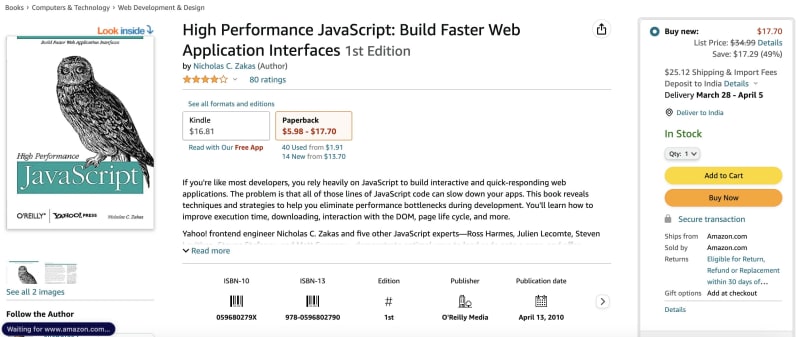 Books › Computers & Technology › Web Development & Design
Look inside
Build Faster Web Application Interfaces
High Performance
JavaScript
O'REILLY® YAHOO! PRESS Nicholas C. Zakas
See all 2 images
Follow the Author
Waiting for www.amazon.com...
High Performance JavaScript: Build Faster Web
Application Interfaces 1st Edition
by Nicholas C. Zakas (Author)
80 ratings
See all formats and editions
Kindle
$16.81
Read with Our Free App
Paperback
$5.98 - $17.70
40 Used from $1.91
14 New from $13.70
If you're like most developers, you rely heavily on JavaScript to build interactive and quick-responding web
applications. The problem is that all of those lines of JavaScript code can slow down your apps. This book reveals
techniques and strategies to help you eliminate performance bottlenecks during development. You'll learn how to
improve execution time, downloading, interaction with the DOM, page life cycle, and more.
Yahoo! frontend engineer Nicholas C. Zakas and five other JavaScript experts—Ross Harmes, Julien Lecomte, Steven
Read more
ISBN-10
059680279X
ISBN-13
978-0596802790
Edition
#
1st
Publisher
O'Reilly Media
Publication date
April 13, 2010
Buy new: $17.70
List Price: $34.99 Details
Save: $17.29 (49%)
$25.12 Shipping & Import Fees
Deposit to India Details
Delivery March 28 - April 5
Deliver to India
In Stock
Qty: 1
Add to Cart
Buy Now
Secure transaction
Ships from Amazon.com
Sold by Amazon.com
Returns Eligible for Return,
Refund or Replacement
within 30 days of...
Gift options Add at checkout
Details